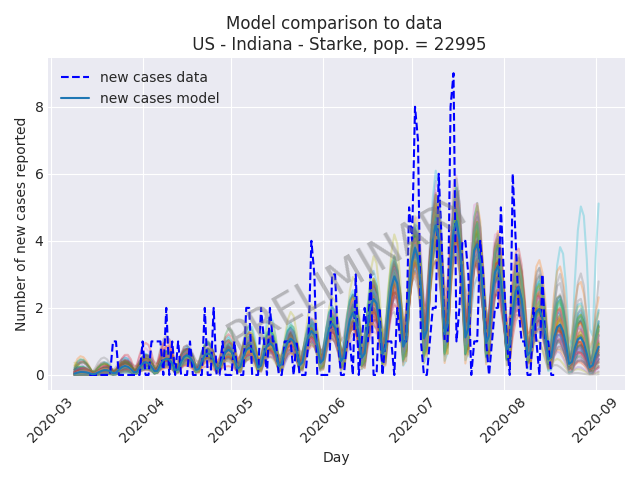 Model comparison to data
US - Indiana - Starke, pop. = 22995
new cases data
new cases model
PRELIMINARY
Number of new cases reported
8
6
4
2
0
2020-03
2020-04
2020-05
2020-06
2020-07
2020-08
2020-09
Day